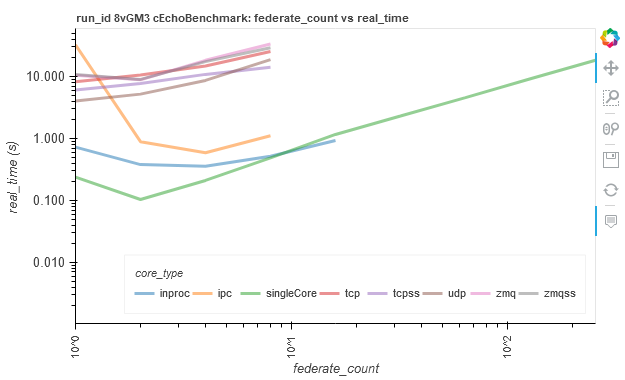 run_id 8vGM3 cEchoBenchmark: federate_count vs real_time
real_time (s)
10.000
1.000
0.100
0.010
core_type
inproc ipc singleCore tcp tcpss udp zmq zmqss
10^0 10^1 10^2
federate_count